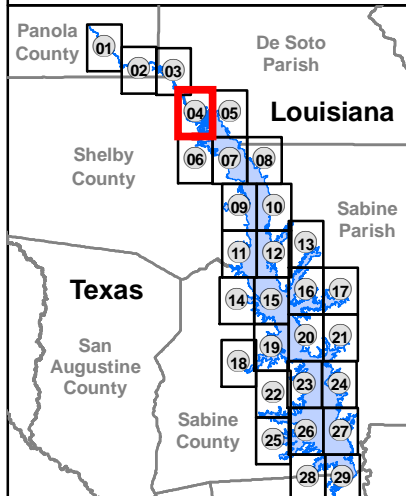 Panola
County
01
02
03
De Soto
Parish
04
05
Louisiana
Shelby
County
06
07
08
09
10
Sabine
Parish
11
12
13
Texas
14
15
16
17
San
Augustine
County
18
19
20
21
22
23
24
Sabine
County
25
26
27
28
29